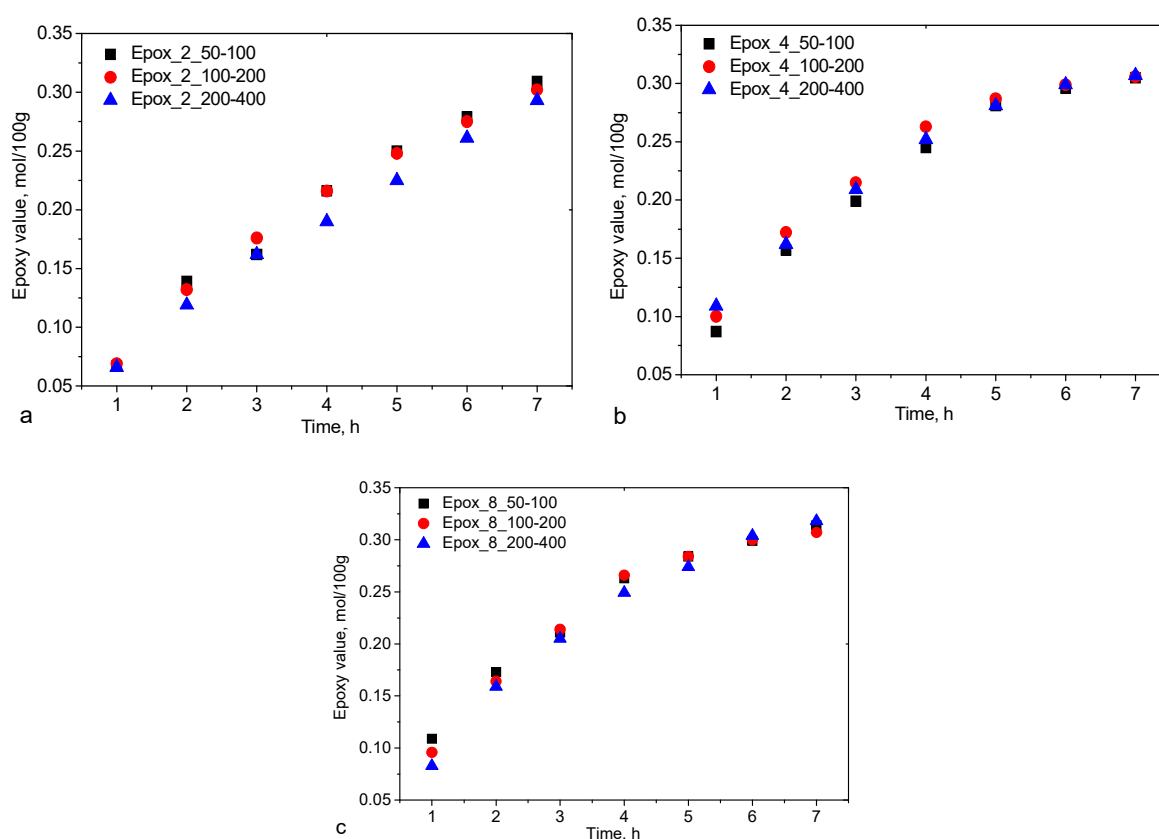 0.35
Epox_2_50-100
Epox_2_100-200
Epox_2_200-400
0.30
0.25
0.20
0.15
0.10
0.05
Epoxy value, mol/100g
1 2 3 4 5 6 7
Time, h
a
0.35
Epox_4_50-100
Epox_4_100-200
Epox_4_200-400
0.30
0.25
0.20
0.15
0.10
0.05
Epoxy value, mol/100g
1 2 3 4 5 6 7
Time, h
b
0.35
Epox_8_50-100
Epox_8_100-200
Epox_8_200-400
0.30
0.25
0.20
0.15
0.10
0.05
Epoxy value, mol/100g
1 2 3 4 5 6 7
Time, h
c